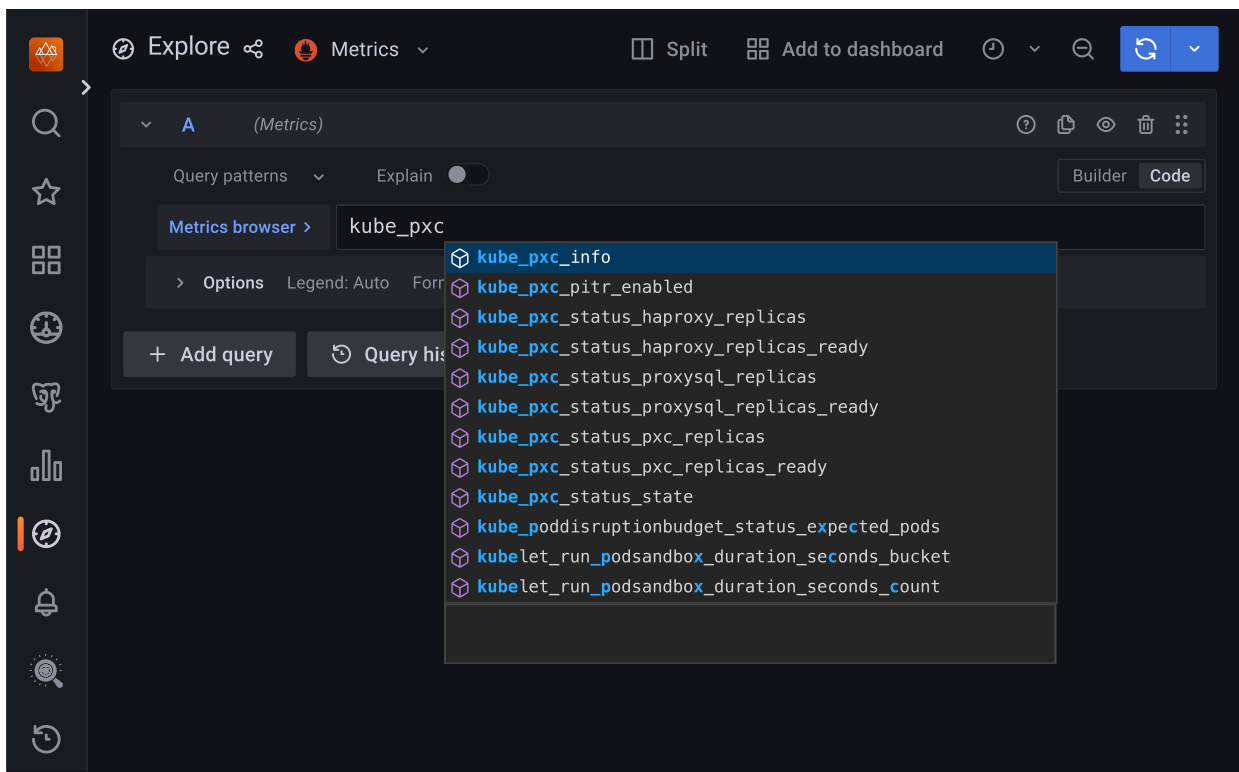 Explore Metrics Split Add to dashboard
A (Metrics)
Query patterns Explain Builder Code
Metrics browser > kube_pxc
kube_pxc_info
> Options Legend: Auto
kube_pxc_pitr_enabled
kube_pxc_status_haproxy_replicas
+ Add query
kube_pxc_status_haproxy_replicas_ready
Query
kube_pxc_status_proxysql_replicas
kube_pxc_status_proxysql_replicas_ready
kube_pxc_status_pxc_replicas
kube_pxc_status_pxc_replicas_ready
kube_pxc_status_state
kube_poddisruptionbudget_status_expected_pods
kubelet_run_podsandbox_duration_seconds_bucket
kubelet_run_podsandbox_duration_seconds_count